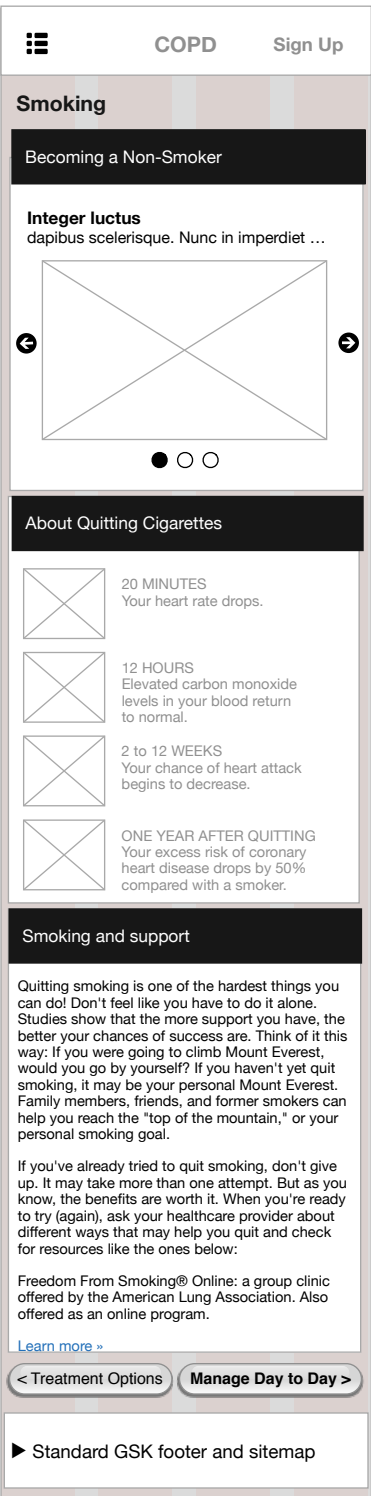 COPD
Sign Up
Smoking
Becoming a Non-Smoker
Integer luctus
dapibus scelerisque. Nunc in imperdiet …
About Quitting Cigarettes
20 MINUTES
Your heart rate drops.
12 HOURS
Elevated carbon monoxide
levels in your blood return
to normal.
2 to 12 WEEKS
Your chance of heart attack
begins to decrease.
ONE YEAR AFTER QUITTING
Your excess risk of coronary
heart disease drops by 50%
compared with a smoker.
Smoking and support
Quitting smoking is one of the hardest things you
can do! Don't feel like you have to do it alone.
Studies show that the more support you have, the
better your chances of success are. Think of it this
way: If you were going to climb Mount Everest,
would you go by yourself? If you haven't yet quit
smoking, it may be your personal Mount Everest.
Family members, friends, and former smokers can
help you reach the "top of the mountain," or your
personal smoking goal.
If you've already tried to quit smoking, don't give
up. It may take more than one attempt. But as you
know, the benefits are worth it. When you're ready
to try (again), ask your healthcare provider about
different ways that may help you quit and check
for resources like the ones below:
Freedom From Smoking® Online: a group clinic
offered by the American Lung Association. Also
offered as an online program.
Learn more »
< Treatment Options
Manage Day to Day >
Standard GSK footer and sitemap